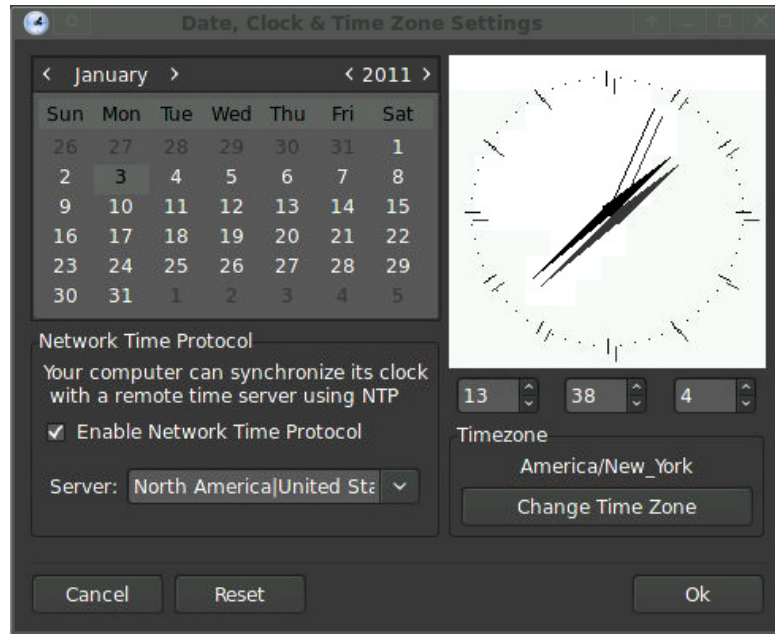 Date, Clock & Time Zone Settings
< January > < 2011 >
Sun Mon Tue Wed Thu Fri Sat
26 27 28 29 30 31 1
2 3 4 5 6 7 8
9 10 11 12 13 14 15
16 17 18 19 20 21 22
23 24 25 26 27 28 29
30 31 1 2 3 4 5
Network Time Protocol
Your computer can synchronize its clock
with a remote time server using NTP
Enable Network Time Protocol
Server: North America|United Sta
13 38 4
Timezone
America/New_York
Change Time Zone
Cancel Reset Ok